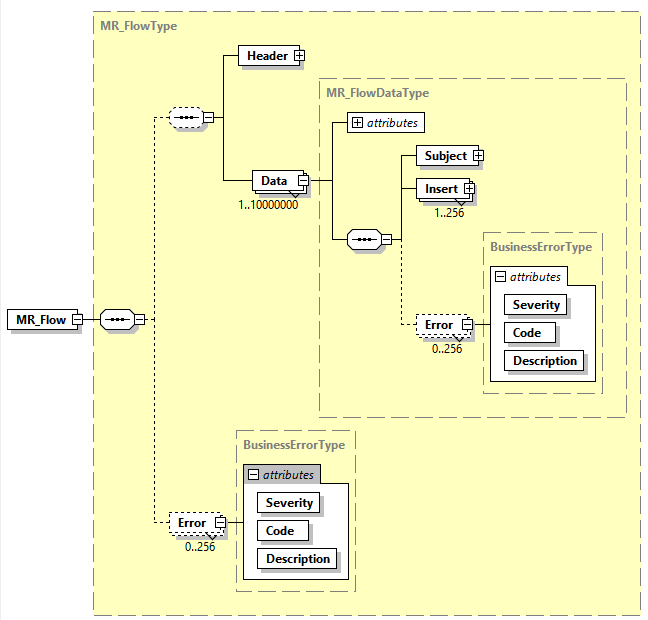 MR_FlowType
Header
MR_FlowDataType
attributes
Data
1..10000000
Subject
Insert
1..256
BusinessErrorType
attributes
Severity
Code
Description
Error
0..256
MR_Flow
BusinessErrorType
attributes
Severity
Code
Description
Error
0..256